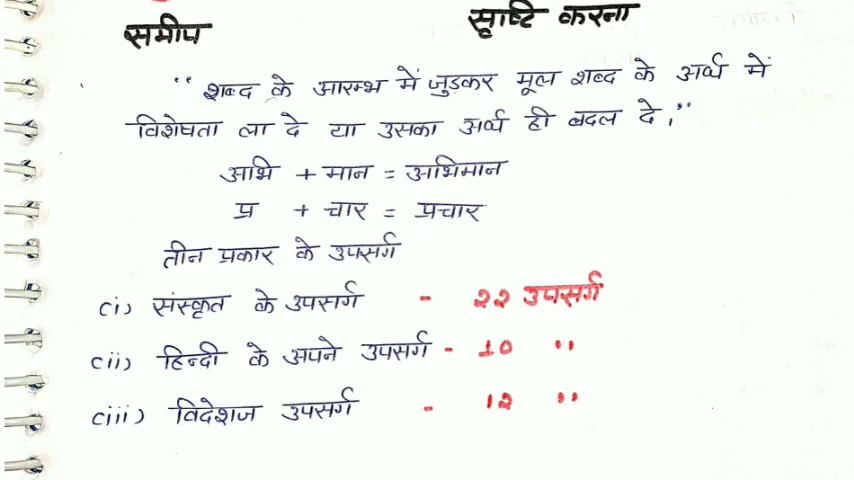 समीप सृष्टि करना
"शब्द के आरम्भ में जुड़कर मूल शब्द के अर्थ में
विशेषता ला दे या उसका अर्थ ही बदल दे।"
अभि + मान = अभिमान
प्र + चार = प्रचार
तीन प्रकार के उपसर्ग
(i) संस्कृत के उपसर्ग - 22 उपसर्ग
(ii) हिन्दी के अपने उपसर्ग - 10 "
(iii) विदेशज उपसर्ग - 12 "